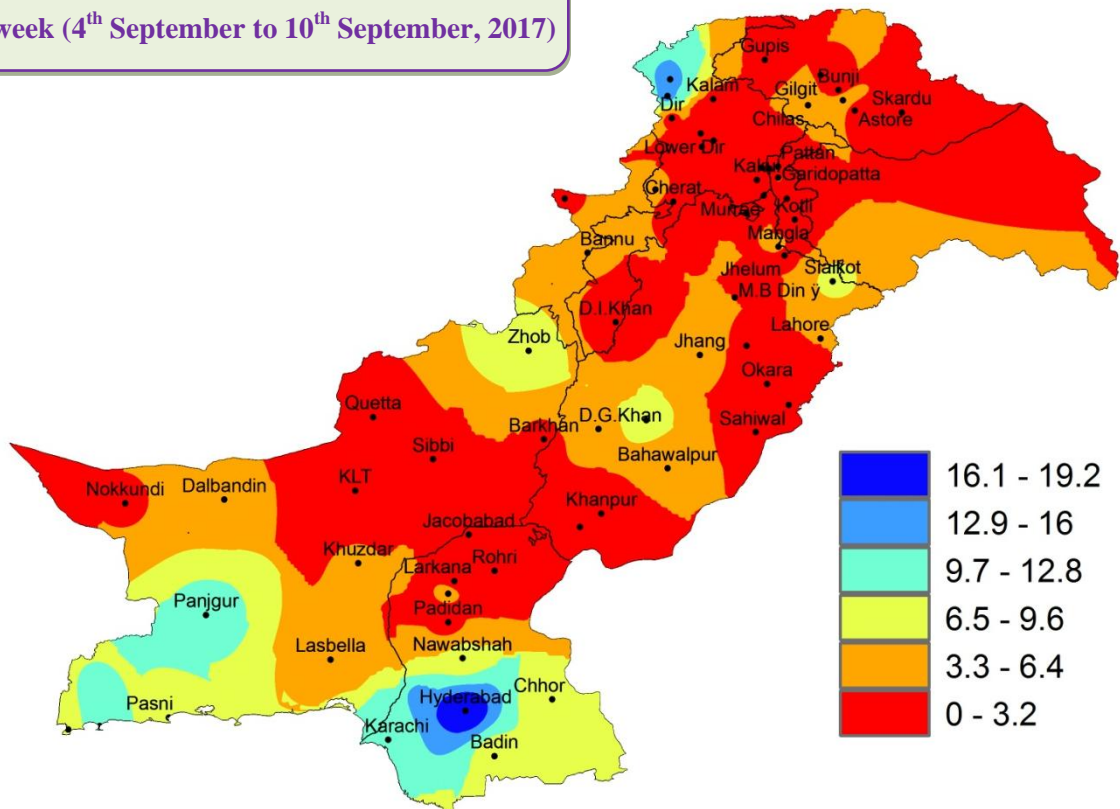 week (4th September to 10th September, 2017)
Gupis
Bunji
Kalam
Gilgit
Skardu
Dir
Chilas
Astore
Lower Dir
Pattan
Garidopatta
Cherat
Murree
Kotli
Mangla
Bannu
Jhelum
Sialkot
M.B Din ÿ
D.I.Khan
Lahore
Zhob
Jhang
Okara
Quetta
D.G.Khan
Barkhan
Sahiwal
Sibbi
Bahawalpur
Nokkundi
Dalbandin
KLT
Khanpur
Jacobabad
Khuzdar
Rohri
Larkana
Panjgur
Padidan
Lasbella
Nawabshah
Pasni
Hyderabad
Chhor
Karachi
Badin
16.1 - 19.2
12.9 - 16
9.7 - 12.8
6.5 - 9.6
3.3 - 6.4
0 - 3.2